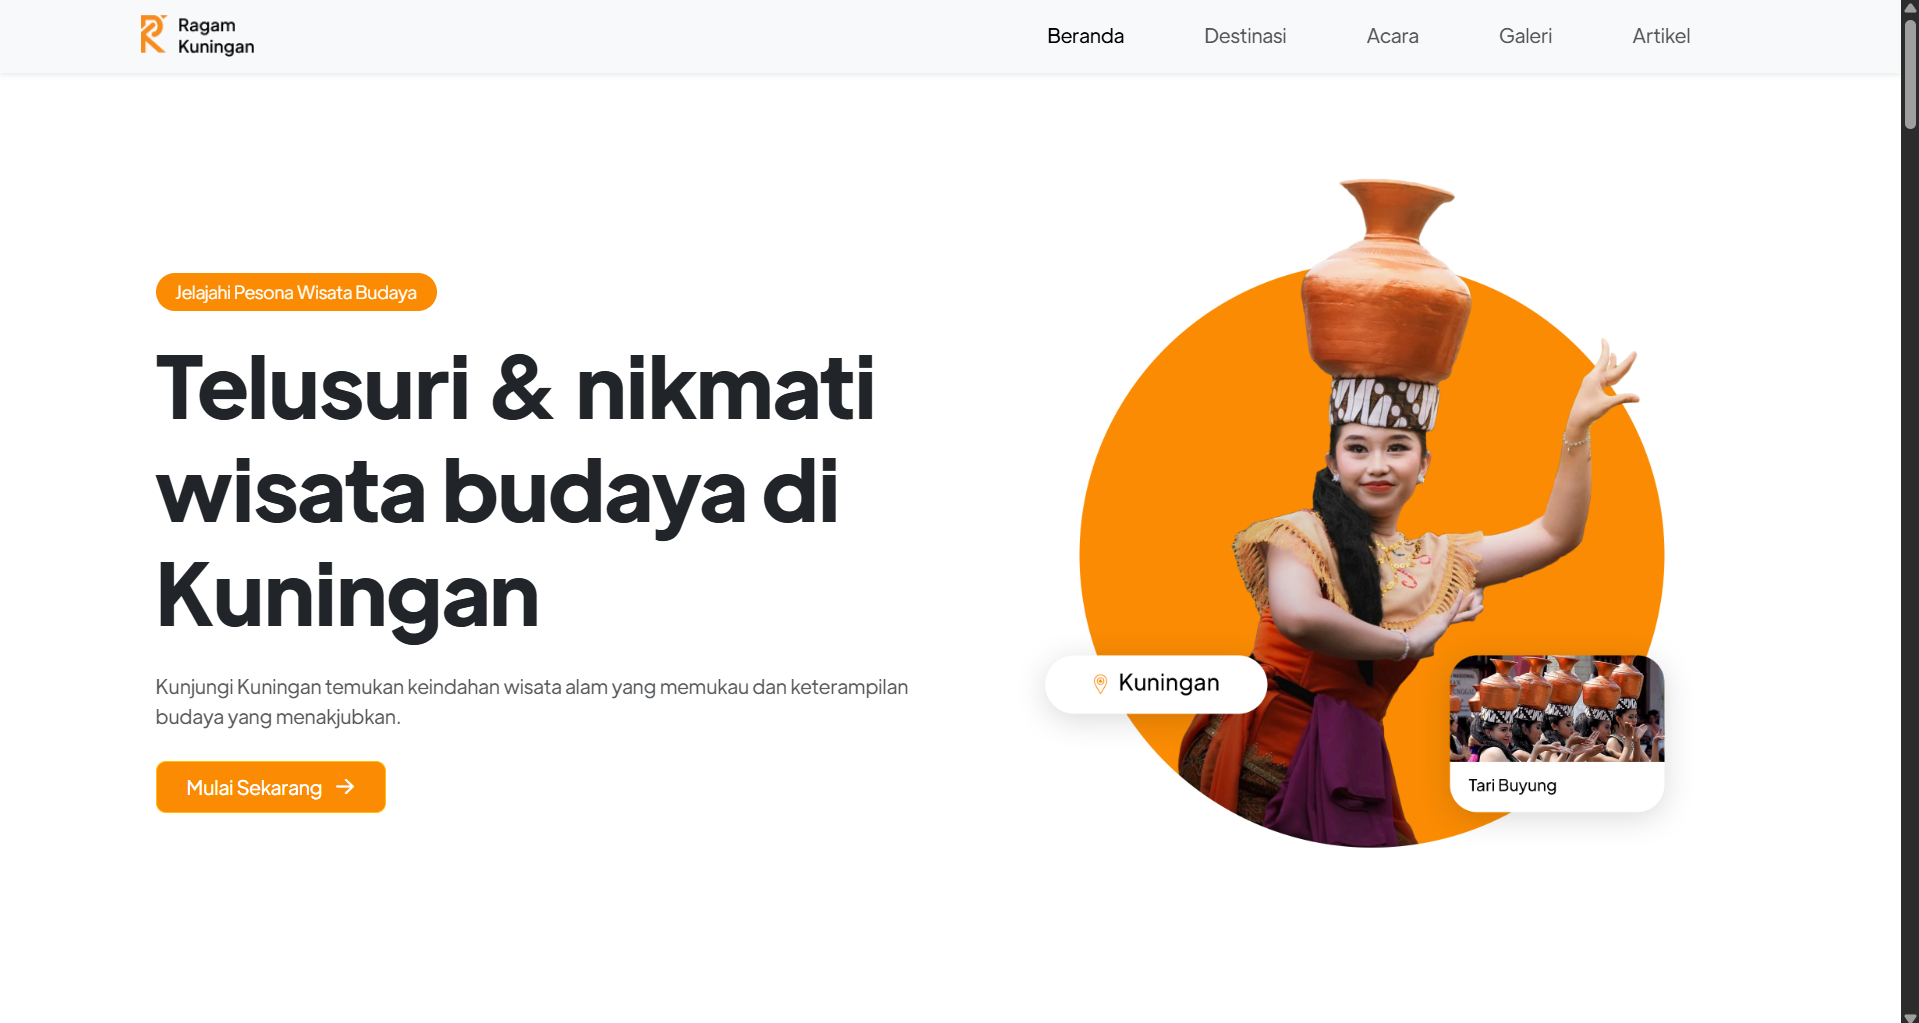 Ragam
Kuningan
Beranda
Destinasi
Acara
Galeri
Artikel
Jelajahi Pesona Wisata Budaya
Telusuri & nikmati
wisata budaya di
Kuningan
Kunjungi Kuningan temukan keindahan wisata alam yang memukau dan keterampilan
budaya yang menakjubkan.
Mulai Sekarang
Kuningan
Tari Buyung